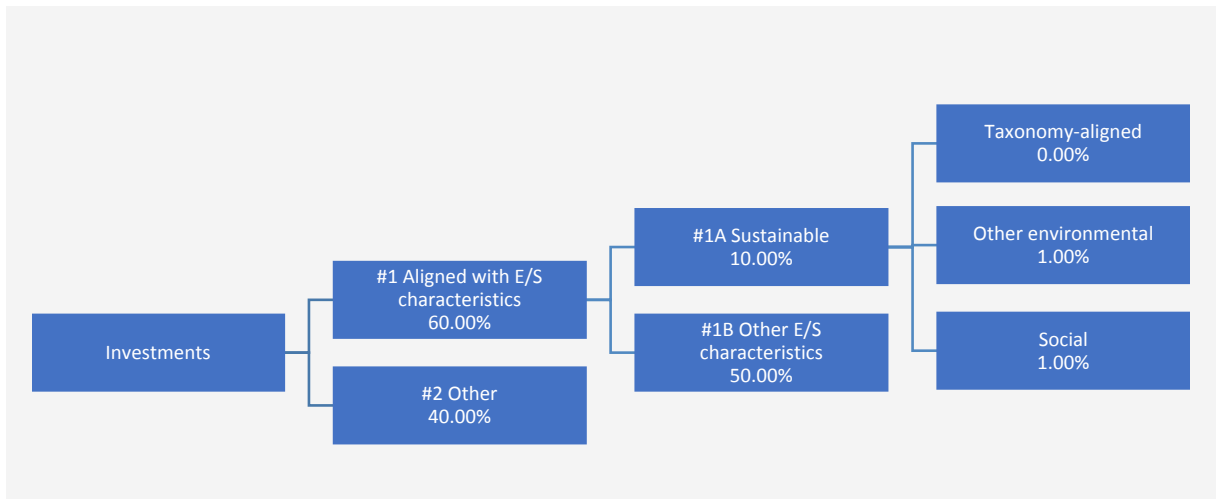 Investments
#1 Aligned with E/S
characteristics
60.00%
#2 Other
40.00%
#1A Sustainable
10.00%
#1B Other E/S
characteristics
50.00%
Taxonomy-aligned
0.00%
Other environmental
1.00%
Social
1.00%